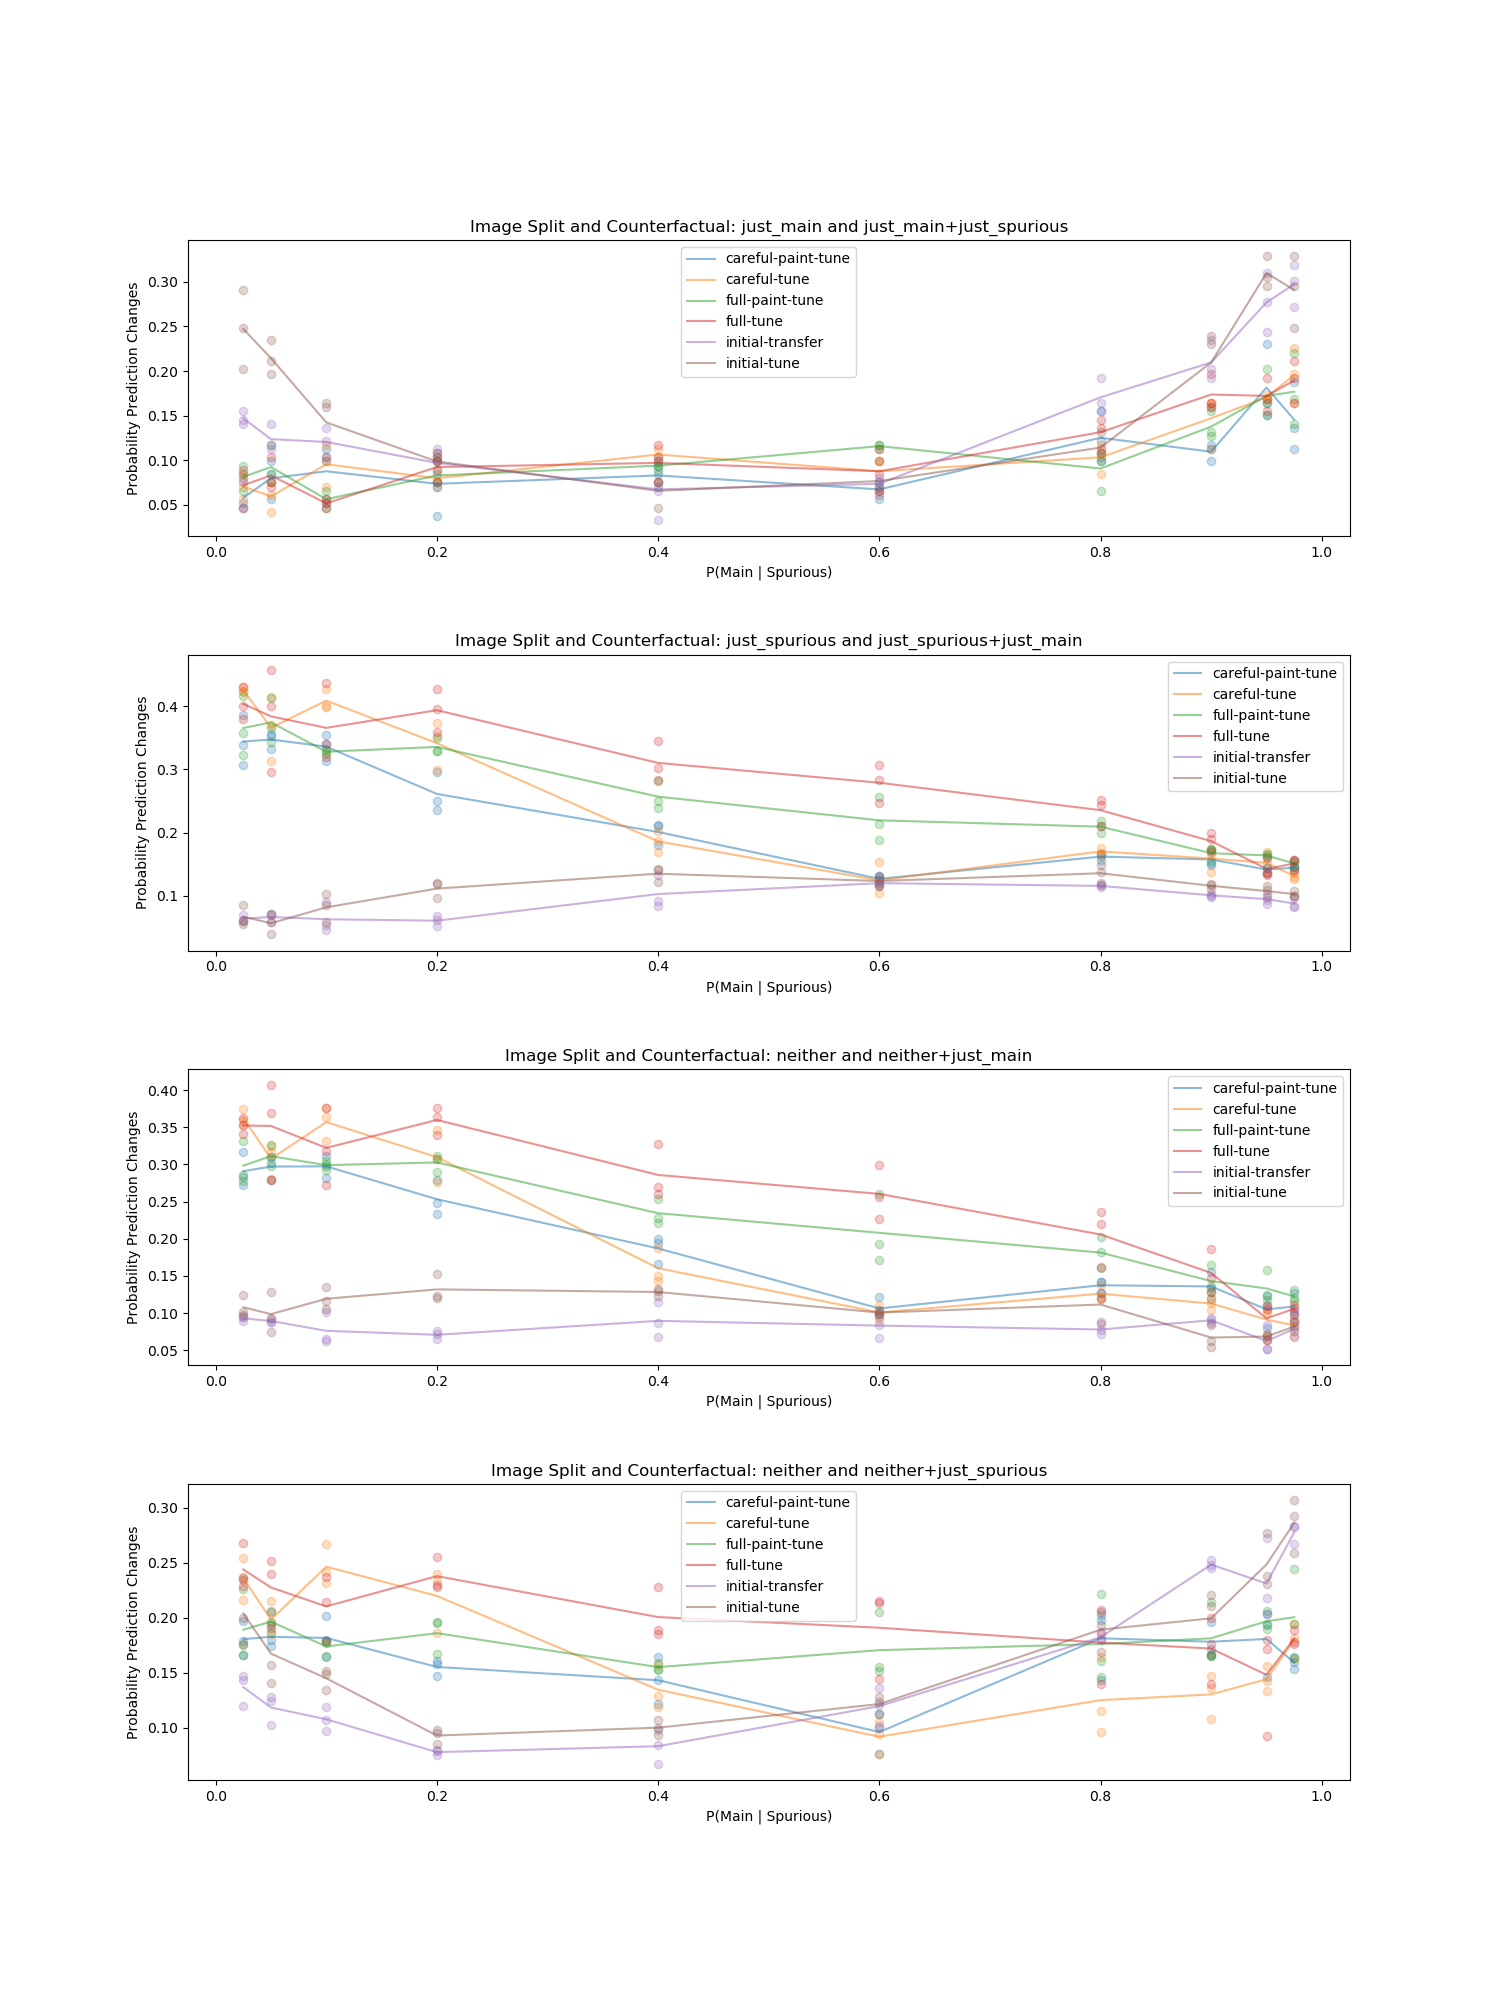 Image Split and Counterfactual: just_main and just_main+just_spurious
careful-paint-tune
careful-tune
full-paint-tune
full-tune
initial-transfer
initial-tune
Probability Prediction Changes
0.30
0.25
0.20
0.15
0.10
0.05
0.0 0.2 0.4 0.6 0.8 1.0
P(Main | Spurious)
Image Split and Counterfactual: just_spurious and just_spurious+just_main
careful-paint-tune
careful-tune
full-paint-tune
full-tune
initial-transfer
initial-tune
Probability Prediction Changes
0.4
0.3
0.2
0.1
0.0 0.2 0.4 0.6 0.8 1.0
P(Main | Spurious)
Image Split and Counterfactual: neither and neither+just_main
careful-paint-tune
careful-tune
full-paint-tune
full-tune
initial-transfer
initial-tune
Probability Prediction Changes
0.40
0.35
0.30
0.25
0.20
0.15
0.10
0.05
0.0 0.2 0.4 0.6 0.8 1.0
P(Main | Spurious)
Image Split and Counterfactual: neither and neither+just_spurious
careful-paint-tune
careful-tune
full-paint-tune
full-tune
initial-transfer
initial-tune
Probability Prediction Changes
0.30
0.25
0.20
0.15
0.10
0.0 0.2 0.4 0.6 0.8 1.0
P(Main | Spurious)